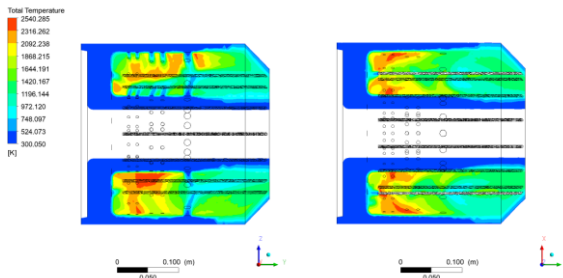 Total Temperature
2540.285
2316.262
2092.238
1868.215
1644.191
1420.167
1196.144
972.120
748.097
524.073
300.050
[K]
0 0.100 (m)
0.050
Z
Y
0 0.100 (m)
0.050
X